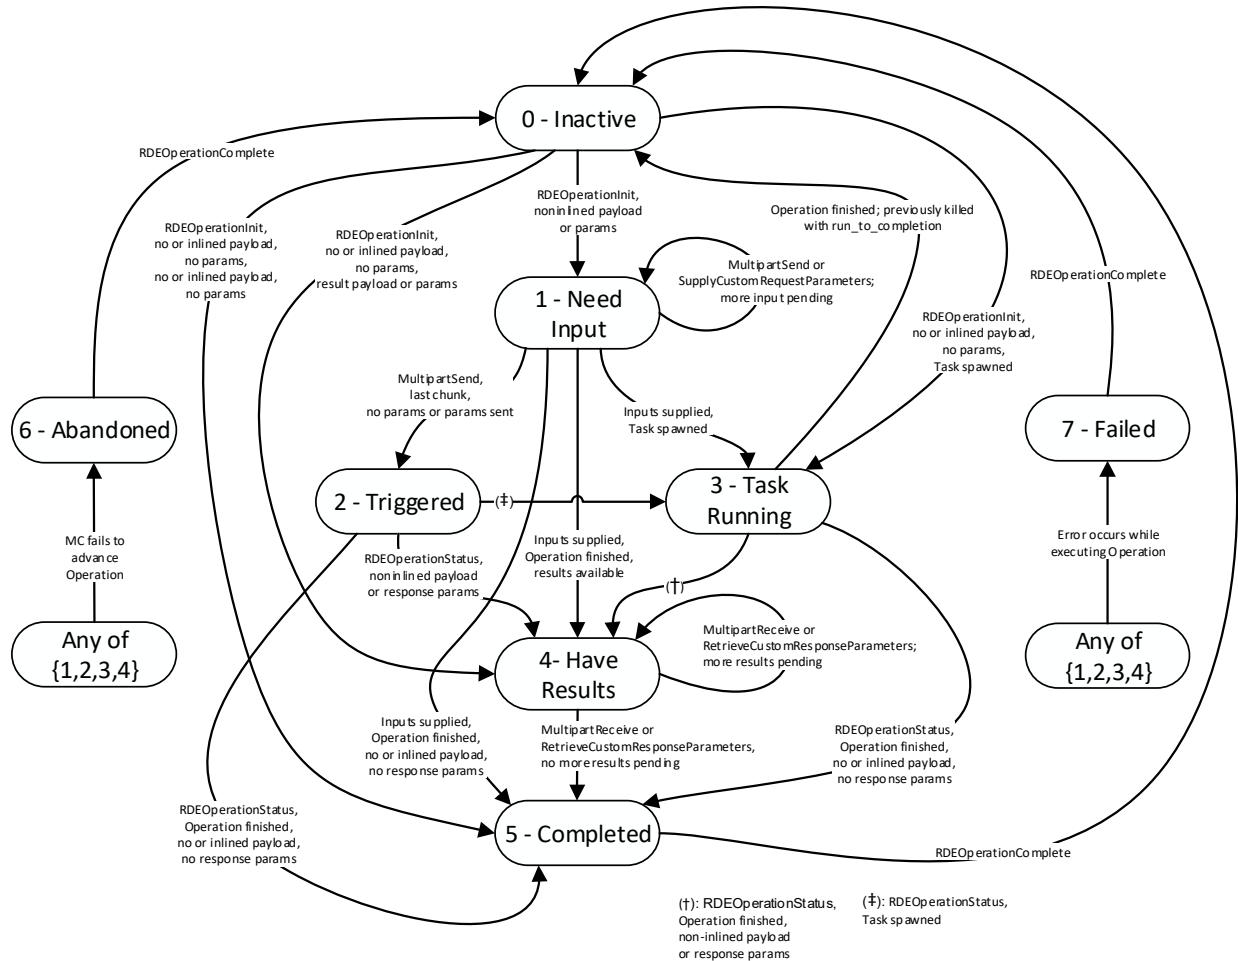 0 - Inactive
RDEOperationComplete
RDEOperationInit,
no or inlined payload,
no params,
no or inlined payload,
no params
RDEOperationInit,
no or inlined payload,
no params,
result payload or params
RDEOperationInit,
noninlined payload
or params
Operation finished; previously killed
with run_to_completion
MultipartSend or
SupplyCustomRequestParameters;
more input pending
RDEOperationComplete
1 - Need
Input
RDEOperationInit,
no or inlined payload,
no params,
Task spawned
MultipartSend,
last chunk,
no params or params sent
Inputs supplied,
Task spawned
6 - Abandoned
7 - Failed
2 - Triggered
(‡)
3 - Task
Running
MC fails to
advance
Operation
RDEOperationStatus,
noninlined payload
or response params
Inputs supplied,
Operation finished,
results available
(†)
Error occurs while
executing Operation
Any of
{1,2,3,4}
4- Have
Results
MultipartReceive or
RetrieveCustomResponseParameters;
more results pending
Any of
{1,2,3,4}
Inputs supplied,
Operation finished,
no or inlined payload,
no response params
MultipartReceive or
RetrieveCustomResponseParameters,
no more results pending
RDEOperationStatus,
Operation finished,
no or inlined payload,
no response params
RDEOperationStatus,
Operation finished,
no or inlined payload,
no response params
5 - Completed
RDEOperationComplete
(†): RDEOperationStatus,
Operation finished,
non-inlined payload
or response params
(‡): RDEOperationStatus,
Task spawned